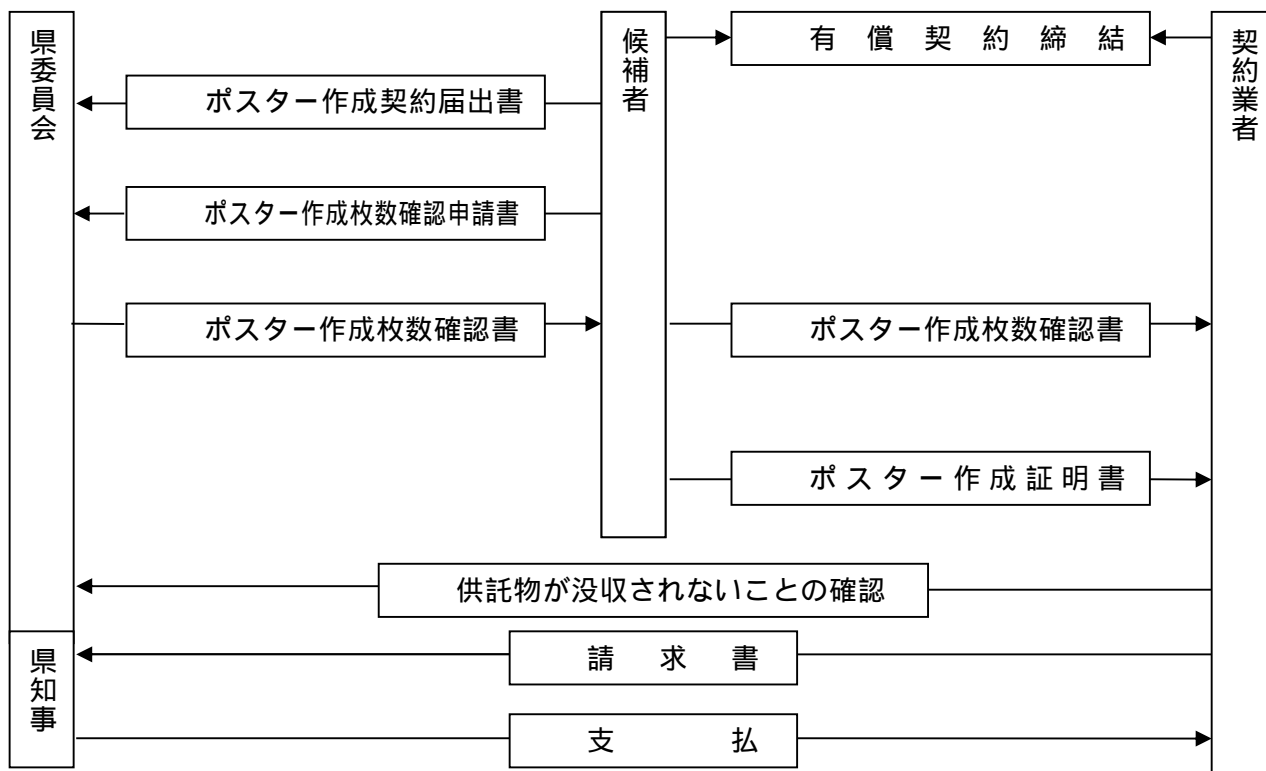 県委員会
候補者
有償契約締結
契約業者
ポスター作成契約届出書
ポスター作成枚数確認申請書
ポスター作成枚数確認書
ポスター作成枚数確認書
ポスター作成証明書
供託物が没収されないことの確認
県知事
請求書
支払